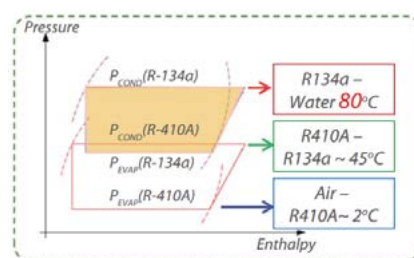 Pressure
P_COND(R-134a)
P_COND(R-410A)
P_EVAP(R-134a)
P_EVAP(R-410A)
R134a –
Water 80°C
R410A –
R134a ~ 45°C
Air –
R410A~ 2°C
Enthalpy